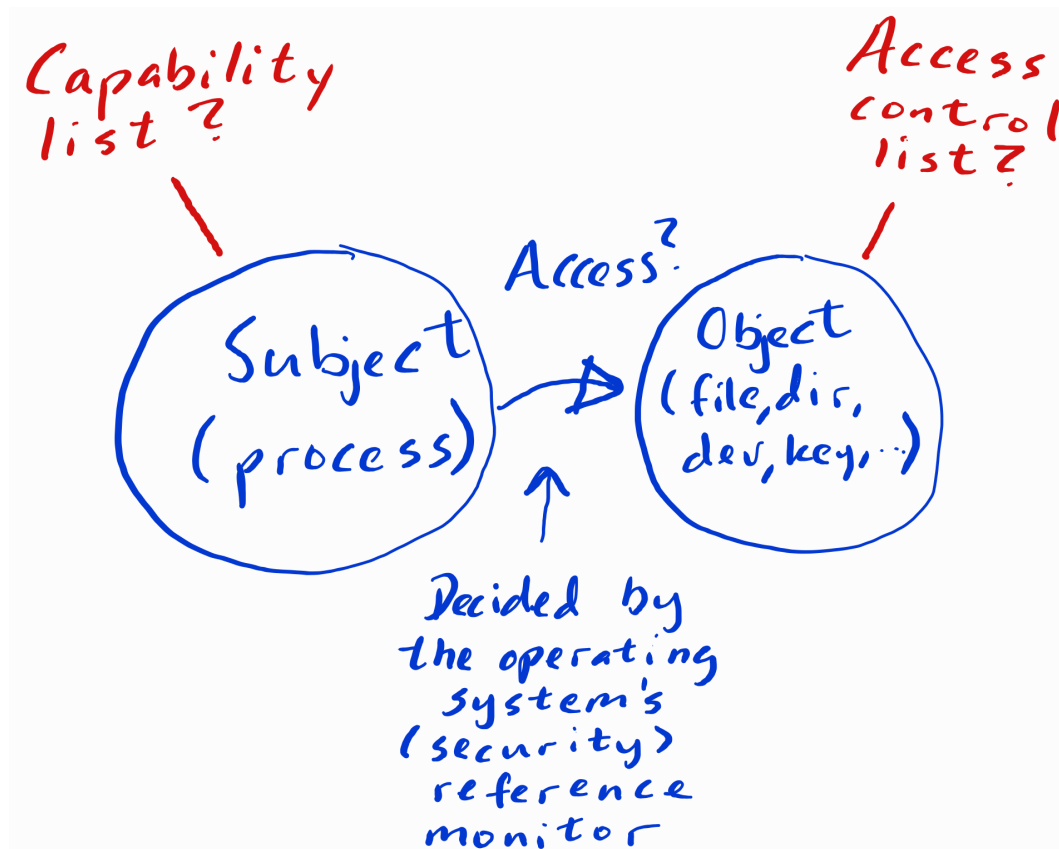 Capability
list?
Access
control
list?
Access?
Subject
(process)
Object
(file, dir,
dev, key, ..)
Decided by
the operating
system's
(security)
reference
monitor